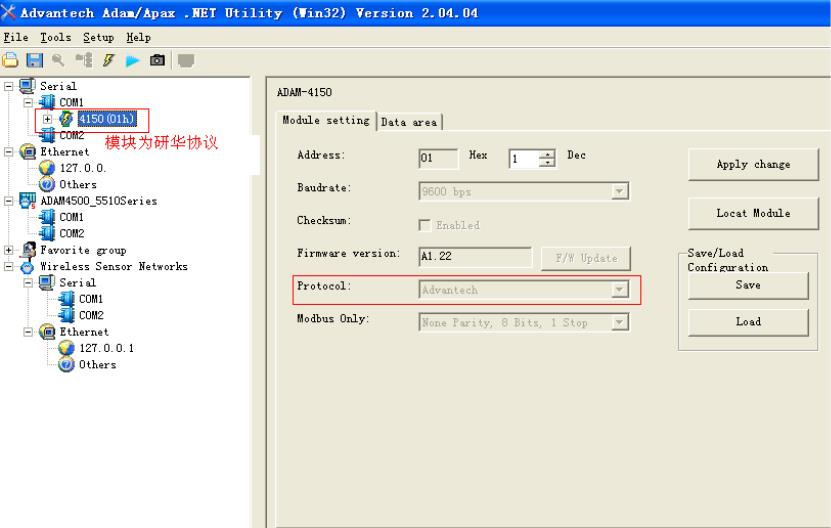 Advantech Adam/Apax .NET Utility (Win32) Version 2.04.04
File Tools Setup Help
Serial
COM1
4150(01h)
模块为研华协议
COM2
Ethernet
127.0.0.
Others
ADAM4500_5510Series
COM1
COM2
Favorite group
Wireless Sensor Networks
Serial
COM1
COM2
Ethernet
127.0.0.1
Others
ADAM-4150
Module setting Data area
Address: 01 Hex 1 Dec
Baudrate: 9600 bps
Checksum: Enabled
Firmware version: A1.22 F/W Update
Protocol: Advantech
Modbus Only: None Parity, 8 Bits, 1 Stop
Apply change
Locat Module
Save/Load
Configuration
Save
Load